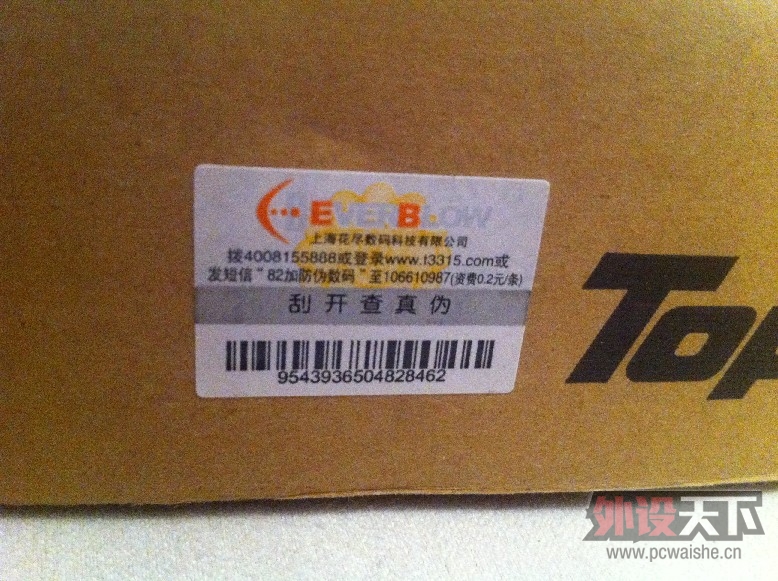 EVERBLOW
上海花尽数码科技有限公司
拨4008155888或登录www.t3315.com或
发短信“82加防伪数码”至106610987(资费0.2元/条)
刮开查真伪
9543936504828462
Top
外设天下
www.pcwaishe.cn